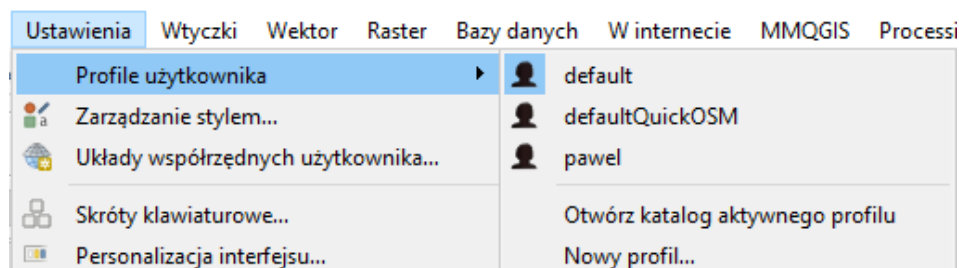 Ustawienia Wtyczki Wektor Raster Bazy danych W internecie MMQGIS Processi
Profile użytkownika default
Zarządzanie stylem... defaultQuickOSM
Układy współrzędnych użytkownika... pawel
Skróty klawiaturowe... Otwórz katalog aktywnego profilu
Personalizacja interfejsu... Nowy profil...